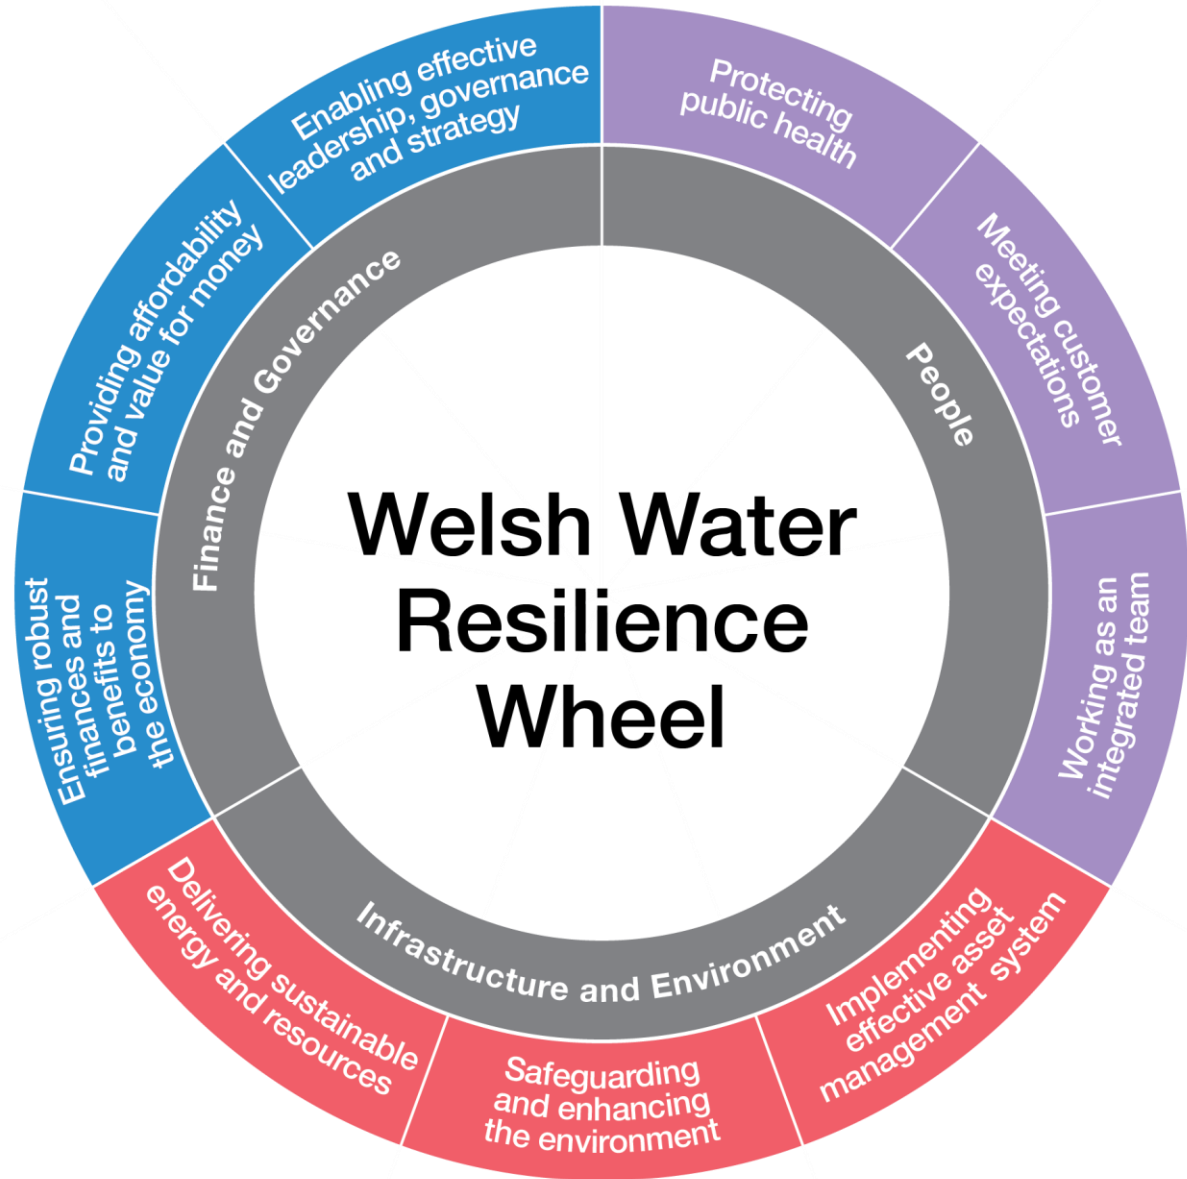 Welsh Water
Resilience
Wheel
People
Protecting
public health
Meeting customer
expectations
Working as an
integrated team
Infrastructure and Environment
Implementing
effective asset
management system
Safeguarding
and enhancing
the environment
Delivering sustainable
energy and resources
Finance and Governance
Ensuring robust
finances and
benefits to
the economy
Providing affordability
and value for money
Enabling effective
leadership, governance
and strategy